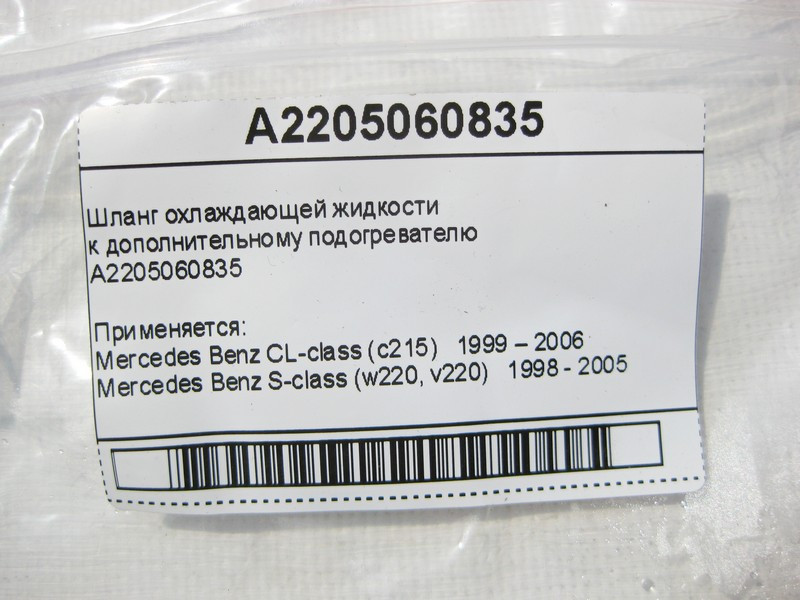 A2205060835
Шланг охлаждающей жидкости
к дополнительному подогревателю
A2205060835
Применяется:
Mercedes Benz CL-class (c215) 1999 – 2006
Mercedes Benz S-class (w220, v220) 1998 - 2005